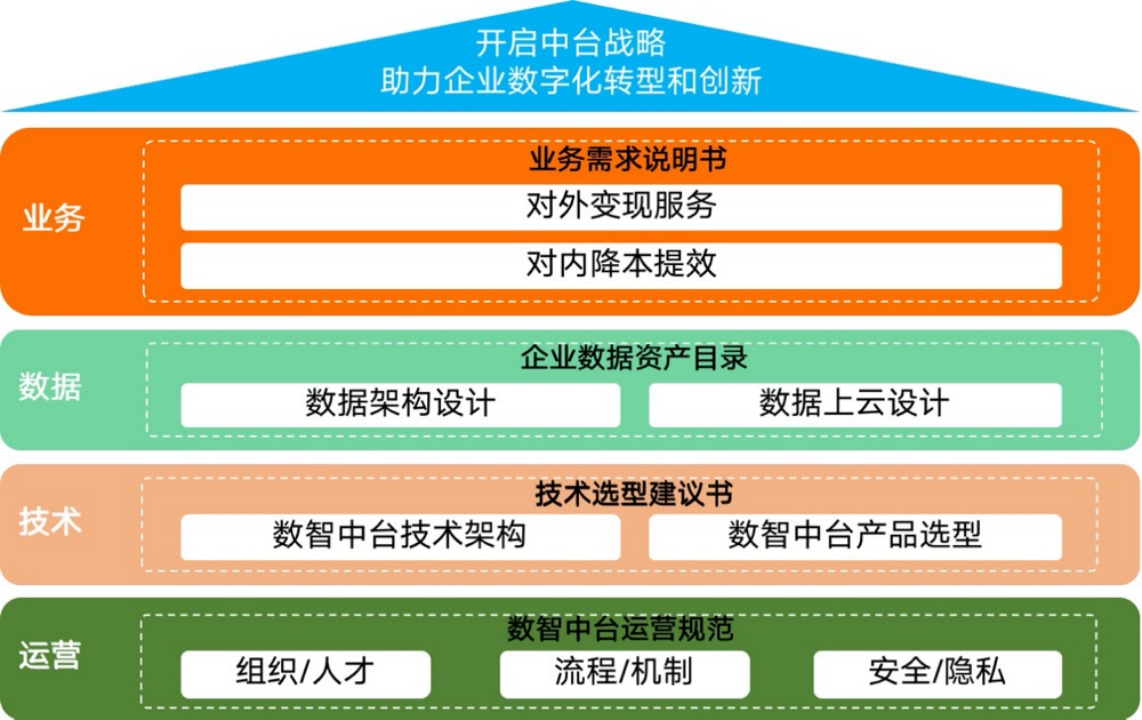 开启中台战略
助力企业数字化转型和创新
业务
业务需求说明书
对外变现服务
对内降本提效
数据
企业数据资产目录
数据架构设计
数据上云设计
技术
技术选型建议书
数智中台技术架构
数智中台产品选型
运营
数智中台运营规范
组织/人才
流程/机制
安全/隐私